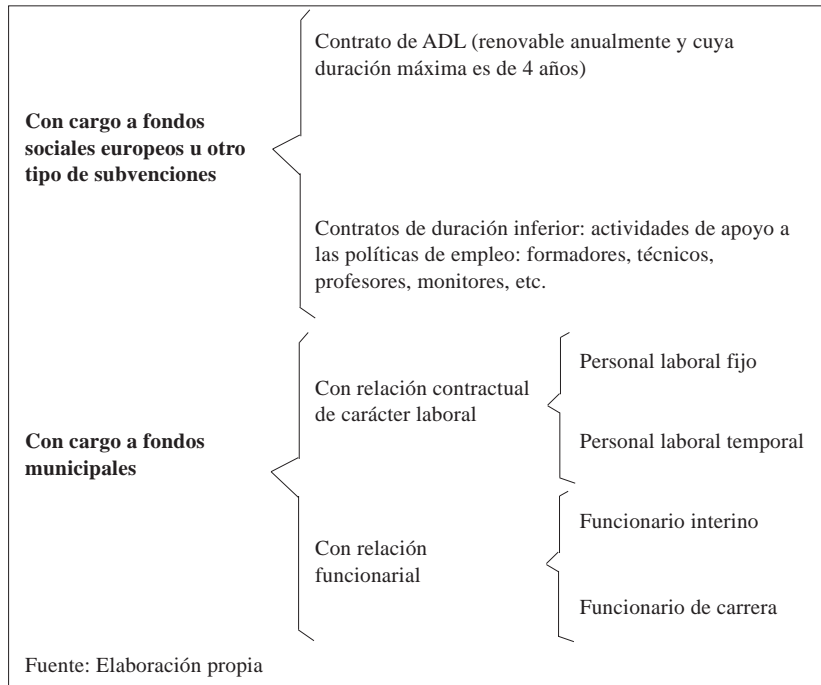 Contrato de ADL (renovable anualmente y cuya
duración máxima es de 4 años)
Con cargo a fondos
sociales europeos u otro
tipo de subvenciones
Contratos de duración inferior: actividades de apoyo a
las políticas de empleo: formadores, técnicos,
profesores, monitores, etc.
Con cargo a fondos
municipales
Con relación contractual
de carácter laboral
Personal laboral fijo
Personal laboral temporal
Con relación
funcionarial
Funcionario interino
Funcionario de carrera
Fuente: Elaboración propia